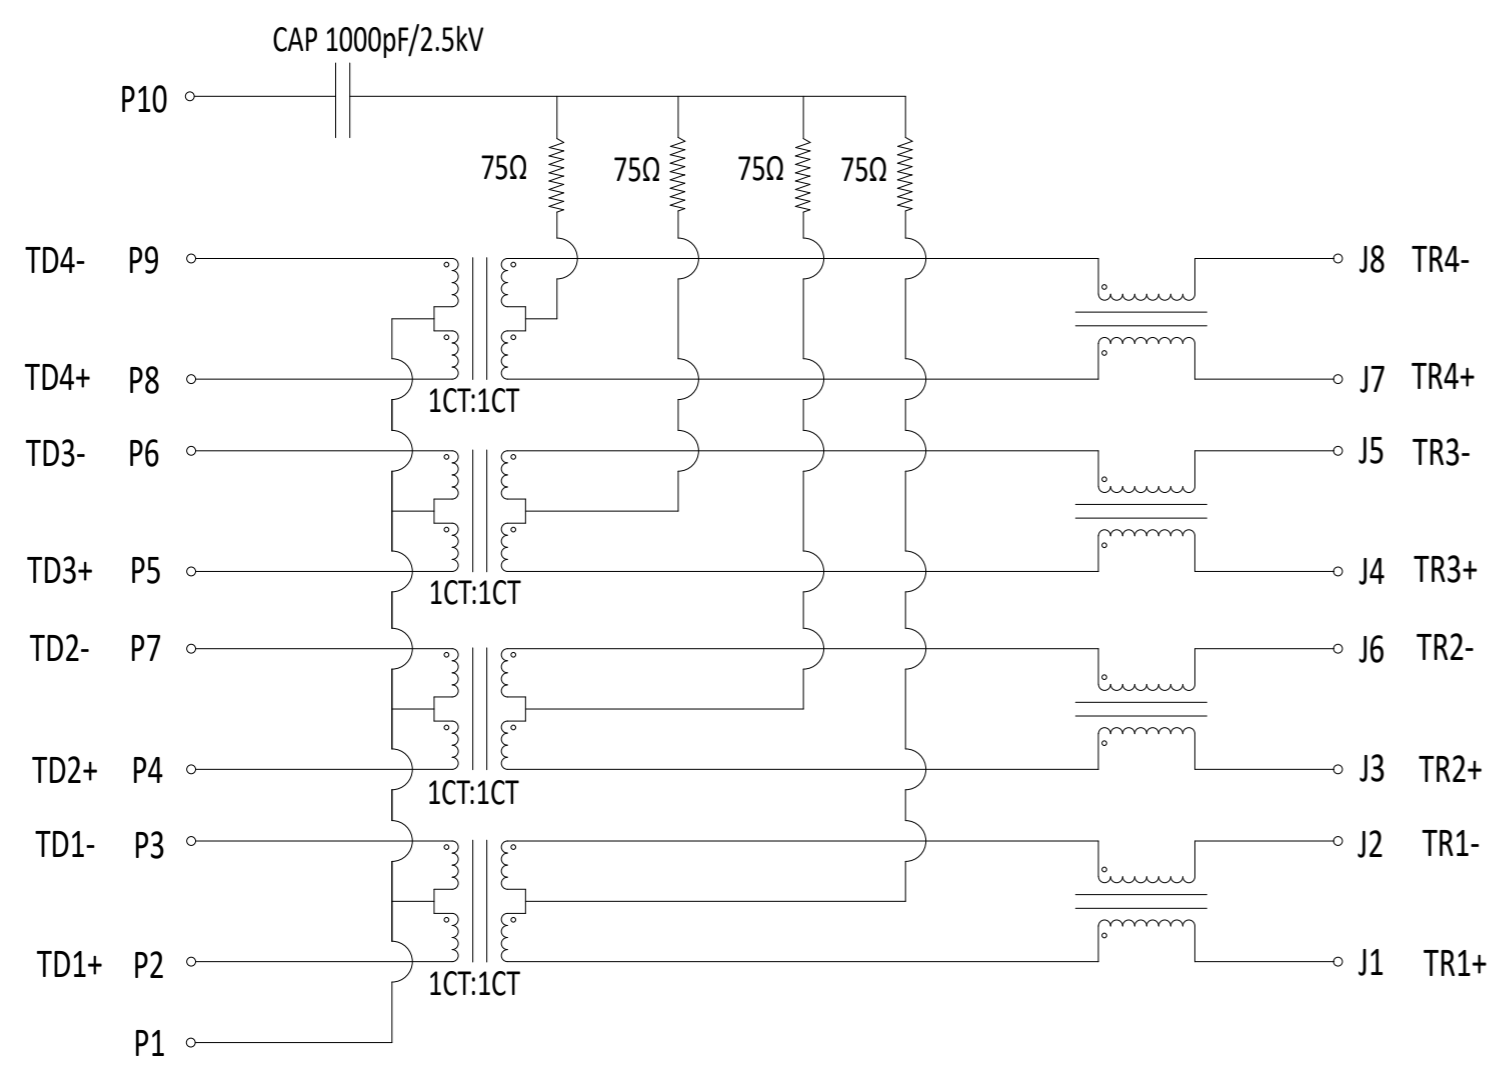 CAP 1000pF/2.5kV
P10
75Ω 75Ω 75Ω 75Ω
TD4- P9 J8 TR4-
TD4+ P8 J7 TR4+
1CT:1CT
TD3- P6 J5 TR3-
TD3+ P5 J4 TR3+
1CT:1CT
TD2- P7 J6 TR2-
TD2+ P4 J3 TR2+
1CT:1CT
TD1- P3 J2 TR1-
TD1+ P2 J1 TR1+
1CT:1CT
P1